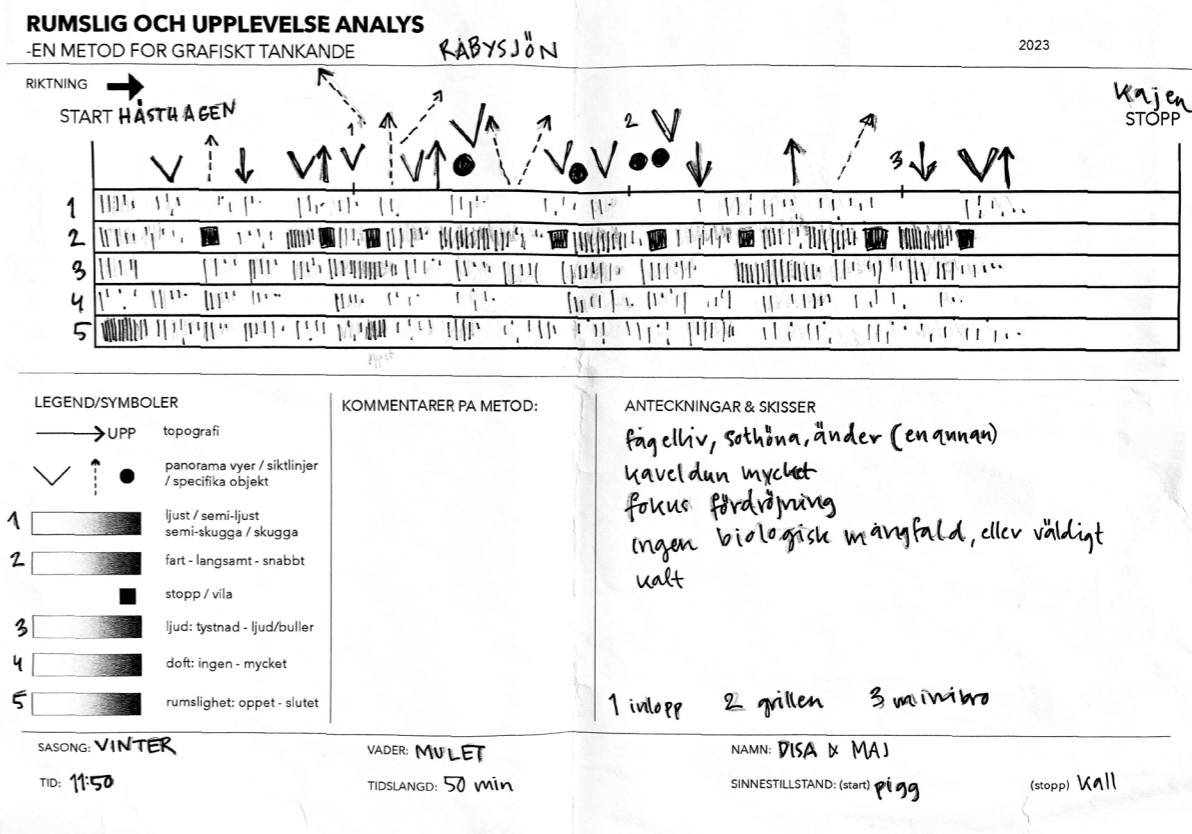 RUMSLIG OCH UPPLEVELSE ANALYS
-EN METOD FOR GRAFISKT TANKANDE
RÅBYSJÖN
2023
RIKTNING
START HÄSTHAGEN
Kajen
STOPP
1
2
3
1
2
3
4
5
LEGEND/SYMBOLER
UPP topografi
panorama vyer / siktlinjer
/ specifika objekt
1 ljust / semi-ljust
semi-skugga / skugga
2 fart - langsamt - snabbt
stopp / vila
3 ljud: tystnad - ljud/buller
4 doft: ingen - mycket
5 rumslighet: oppet - slutet
KOMMENTARER PA METOD:
ANTECKNINGAR & SKISSER
fågelliv, sothöna, änder (en annan)
kaveldun mycket
fokus fördröjning
ingen biologisk mångfald, eller väldigt
kalt
1 inlopp 2 grillen 3 minibro
SASONG: VINTER
VADER: MULET
NAMN: DISA & MAJ
TID: 11:50
TIDSLANGD: 50 min
SINNESTILLSTAND: (start) pigg
(stopp) kall